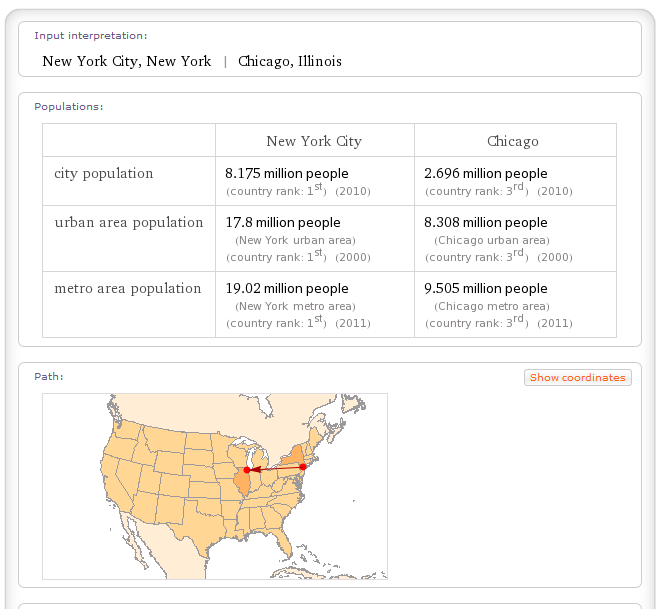 Input interpretation:
New York City, New York | Chicago, Illinois
Populations:
New York City Chicago
city population 8.175 million people 2.696 million people
(country rank: 1st) (2010) (country rank: 3rd) (2010)
urban area population 17.8 million people 8.308 million people
(New York urban area) (Chicago urban area)
(country rank: 1st) (2000) (country rank: 3rd) (2000)
metro area population 19.02 million people 9.505 million people
(New York metro area) (Chicago metro area)
(country rank: 1st) (2011) (country rank: 3rd) (2011)
Path: Show coordinates